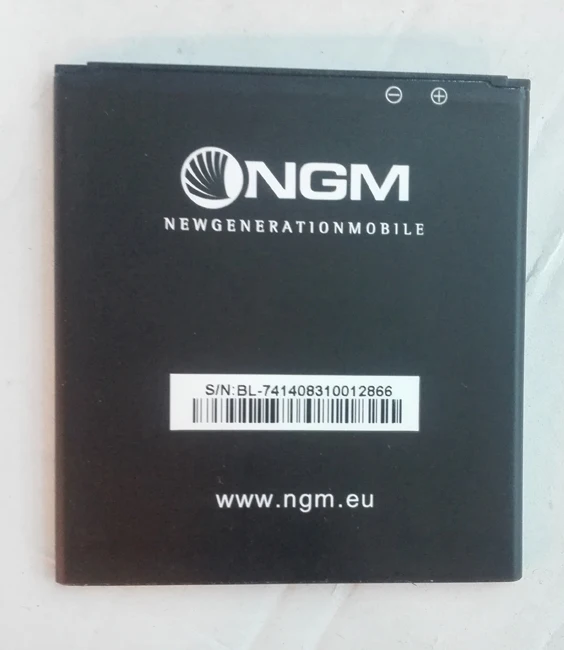 NGM
NEWGENERATIONMOBILE
S/N:BL-741408310012866
www.ngm.eu